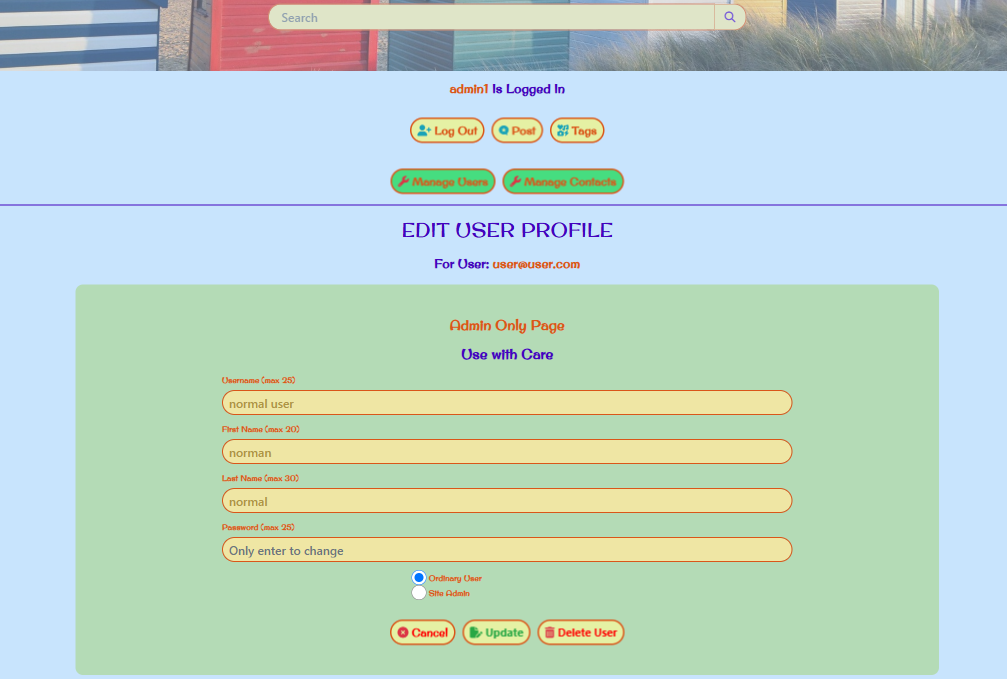 Search
admin1 Is Logged In
Log Out Post Tags
Manage Users Manage Contacts
EDIT USER PROFILE
For User: user@user.com
Admin Only Page
Use with Care
Username (max 25)
normal user
First Name (max 20)
norman
Last Name (max 30)
normal
Password (max 25)
Only enter to change
Ordinary User
Site Admin
Cancel Update Delete User